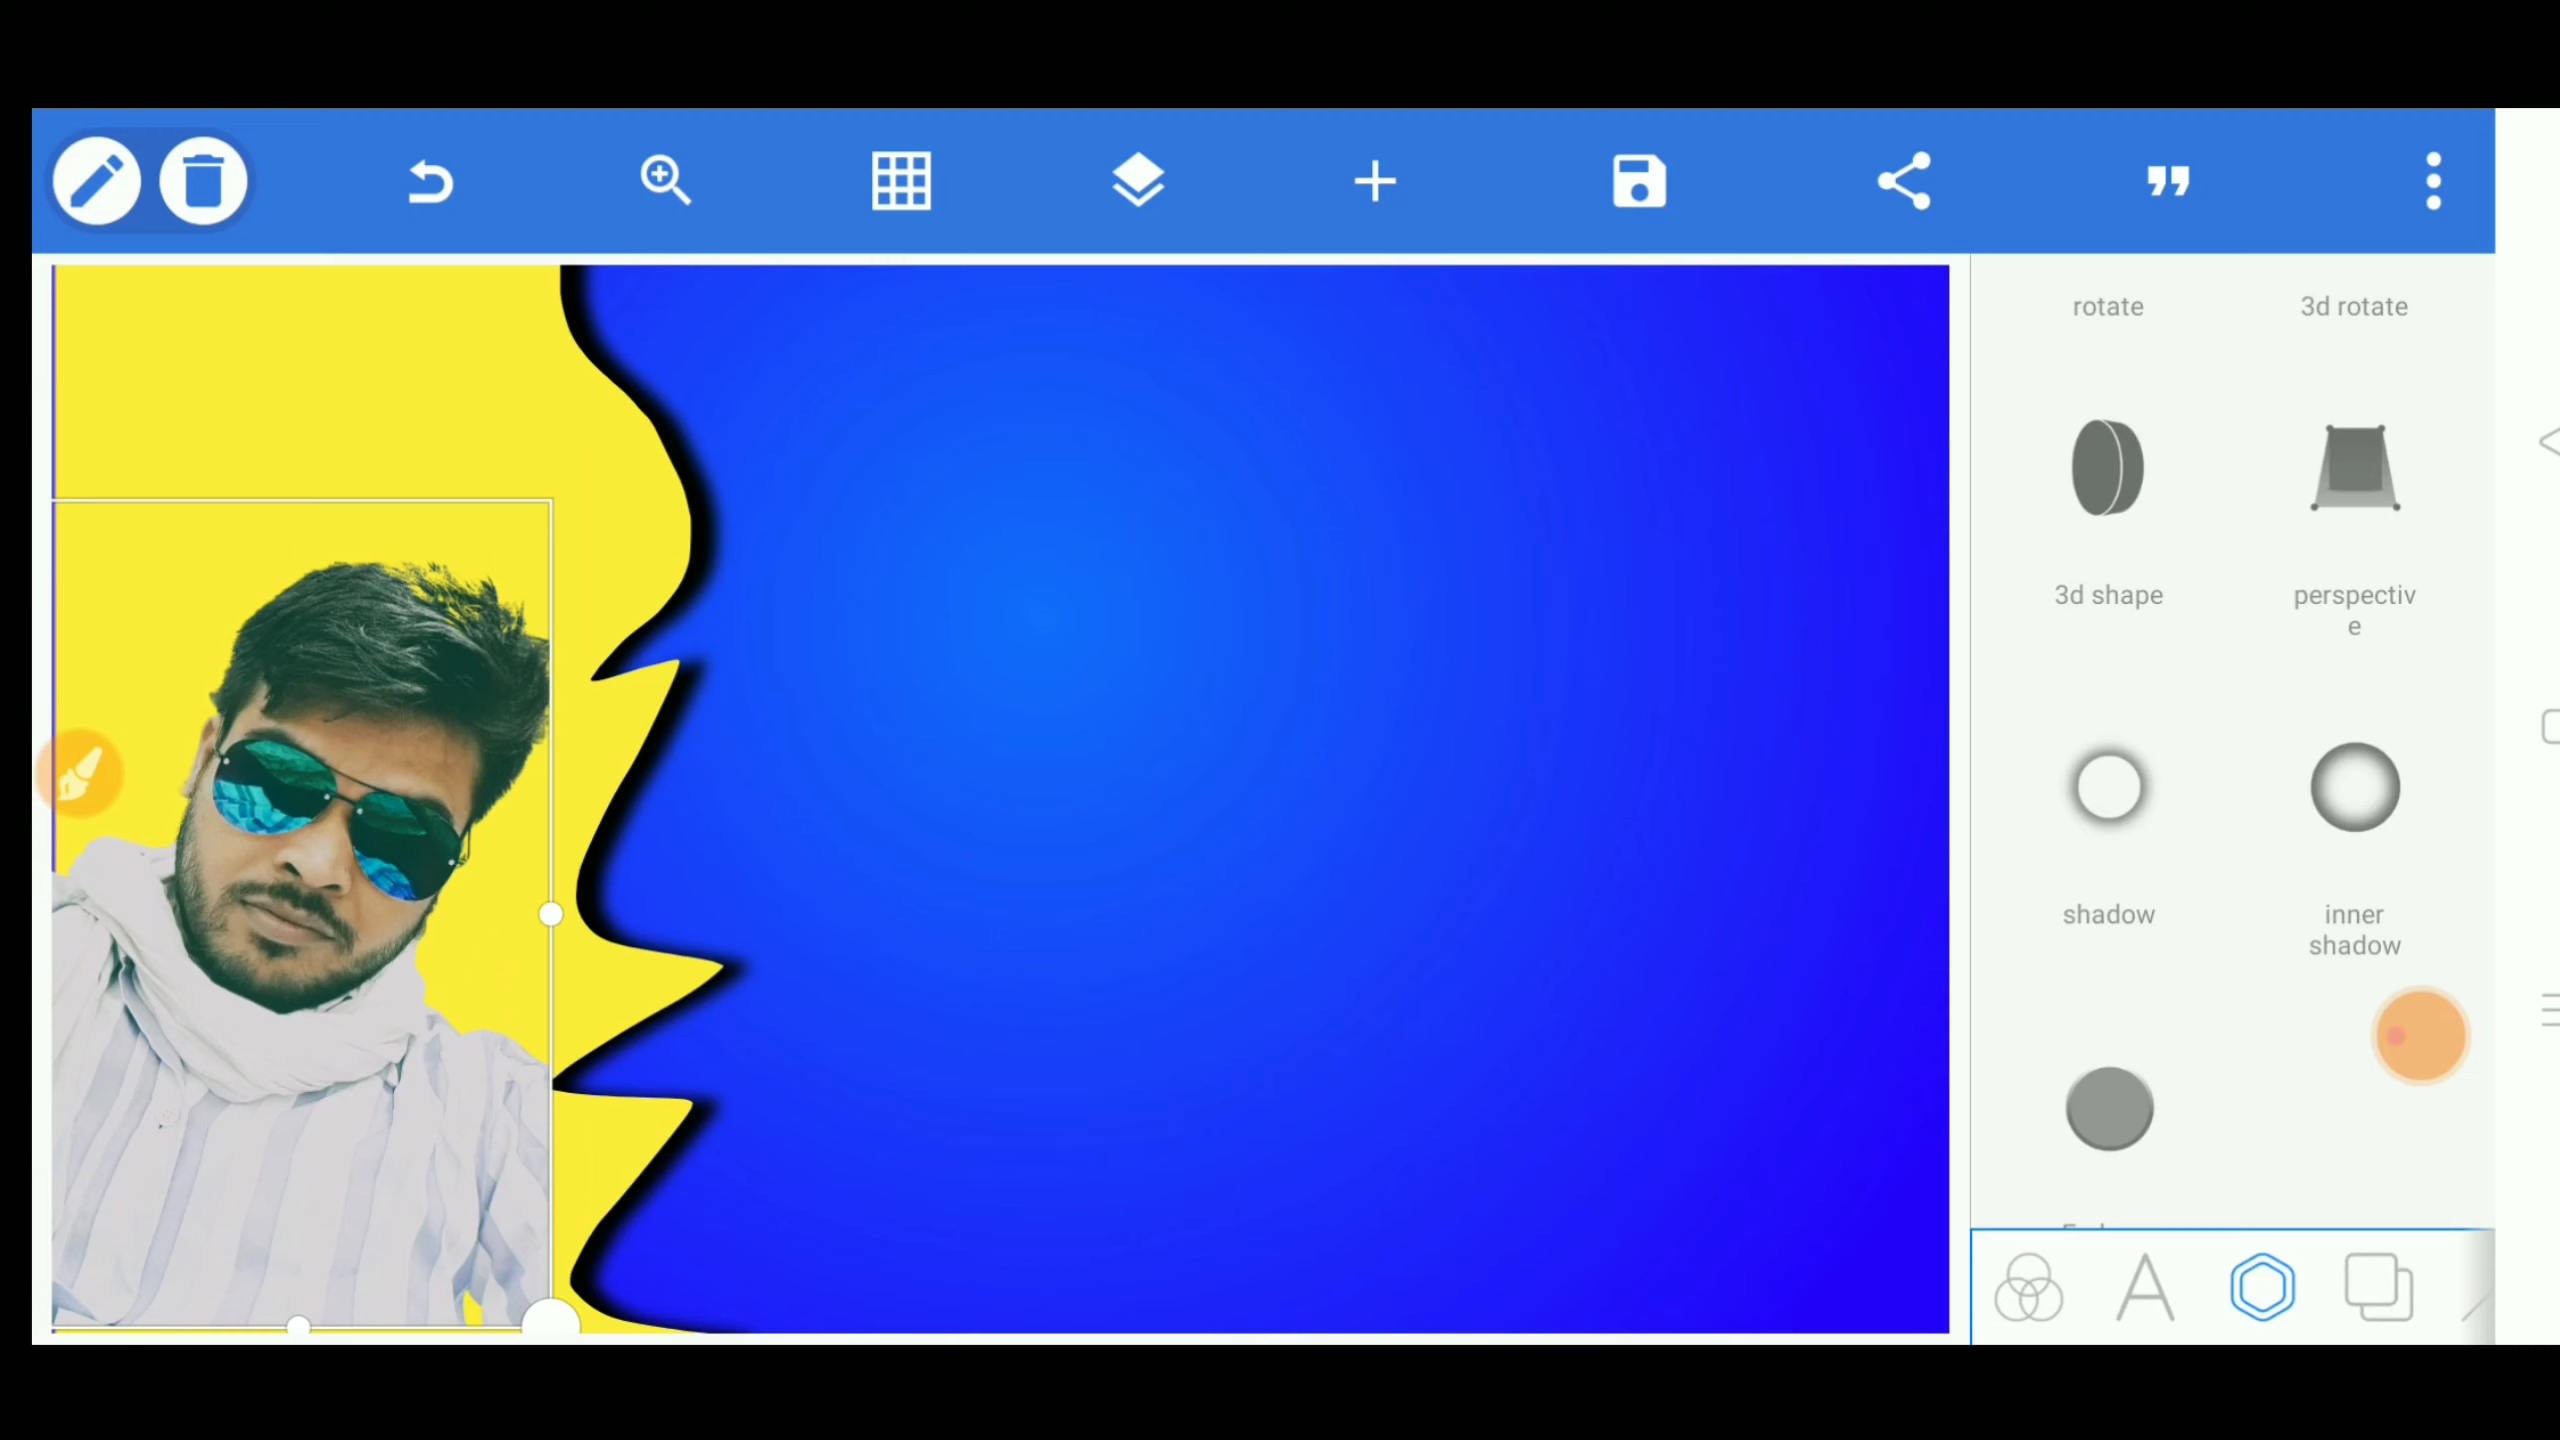 rotate
3d rotate
3d shape
perspectiv
e
shadow
inner
shadow